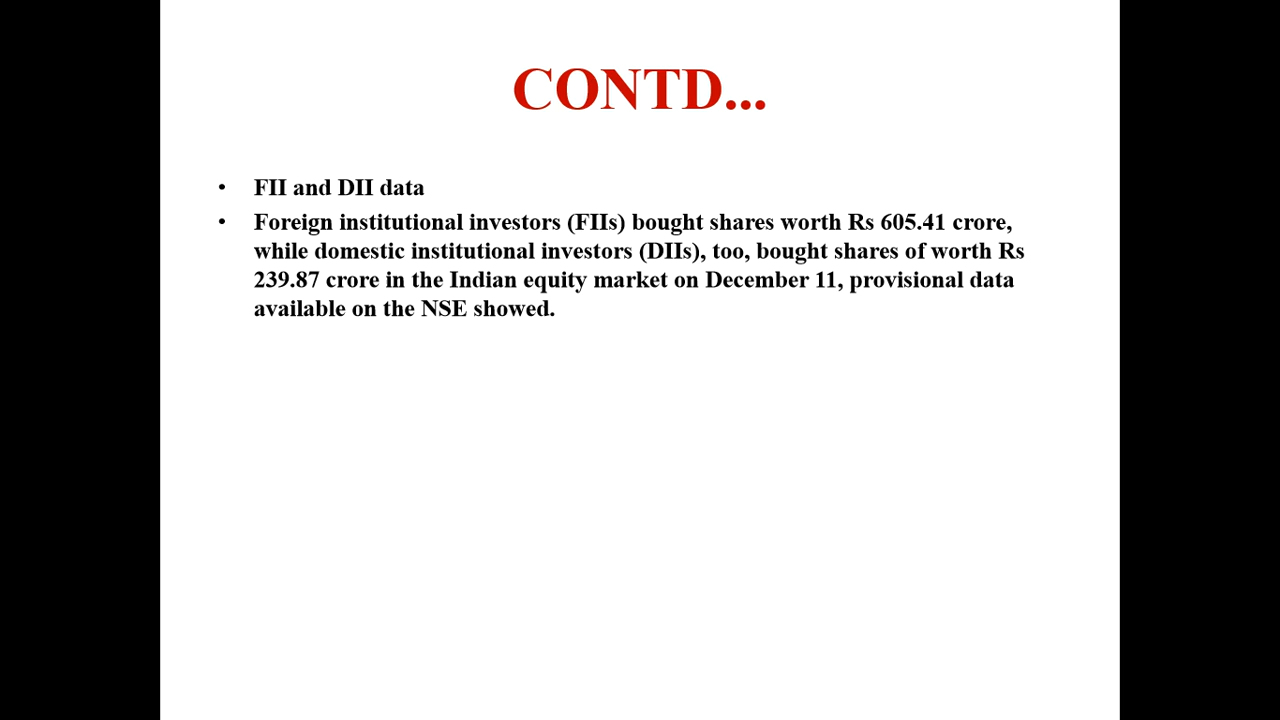 CONTD...
• FII and DII data
• Foreign institutional investors (FIIs) bought shares worth Rs 605.41 crore,
while domestic institutional investors (DIIs), too, bought shares of worth Rs
239.87 crore in the Indian equity market on December 11, provisional data
available on the NSE showed.